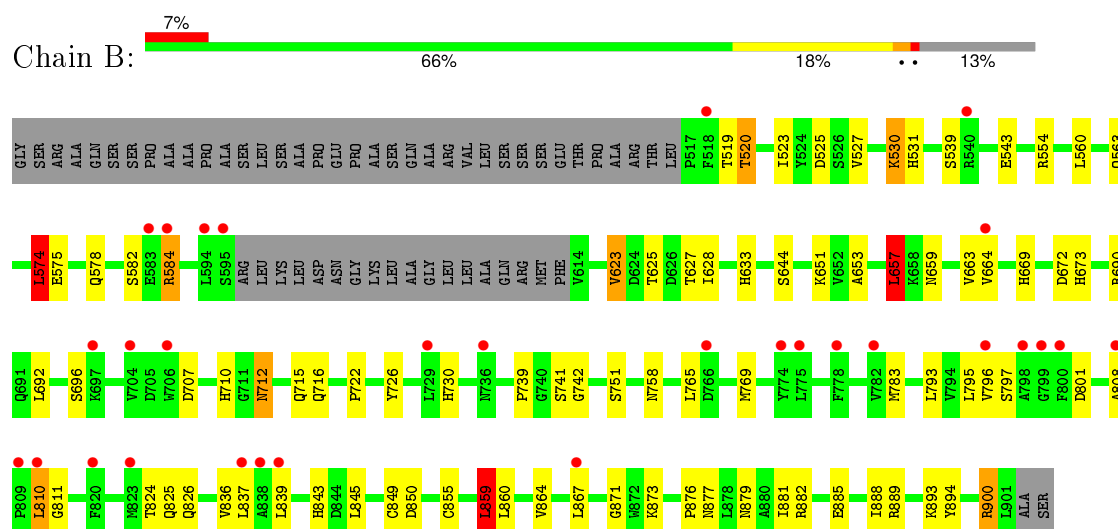 7%
Chain B:
66% 18% •• 13%
GLY SER ARG ALA GLN SER SER PRO ALA ALA PRO ALA SER LEU SER ALA PRO GLU PRO ALA SER GLN ALA ARG VAL LEU SER SER SER GLU THR PRO ALA ARG THR LEU P517 F518 T519 T520 I523 Y524 D525 S526 V527 K530 H531 S539 R540 E543 R554 L560 Q563
L574 E575 Q578 S582 E583 R584 L594 S595 ARG LEU LYS LEU ASP ASN GLY LYS LEU ALA GLY LEU LEU ALA GLN ARG MET PHE V614 V623 D624 T625 D626 T627 I628 H633 S644 K651 V652 A653 L657 K658 N659 V663 V664 H669 D672 H673 R690
Q691 L692 S696 K697 V704 D705 W706 D707 H710 G711 N712 Q715 Q716 P722 Y726 L729 H730 N736 P739 G740 S741 G742 S751 N758 L765 D766 M769 Y774 L775 F778 V782 M783 L793 V794 L795 V796 S797 A798 G799 F800 D801 A808
P809 L810 G811 F820 M823 T824 Q825 Q826 V836 L837 A838 L839 H843 D844 L845 C849 D850 C855 L859 L860 V864 L867 G871 W872 K873 P876 N877 L878 N879 A880 I881 R882 E885 I888 R889 K893 Y894 R900 L901 ALA SER